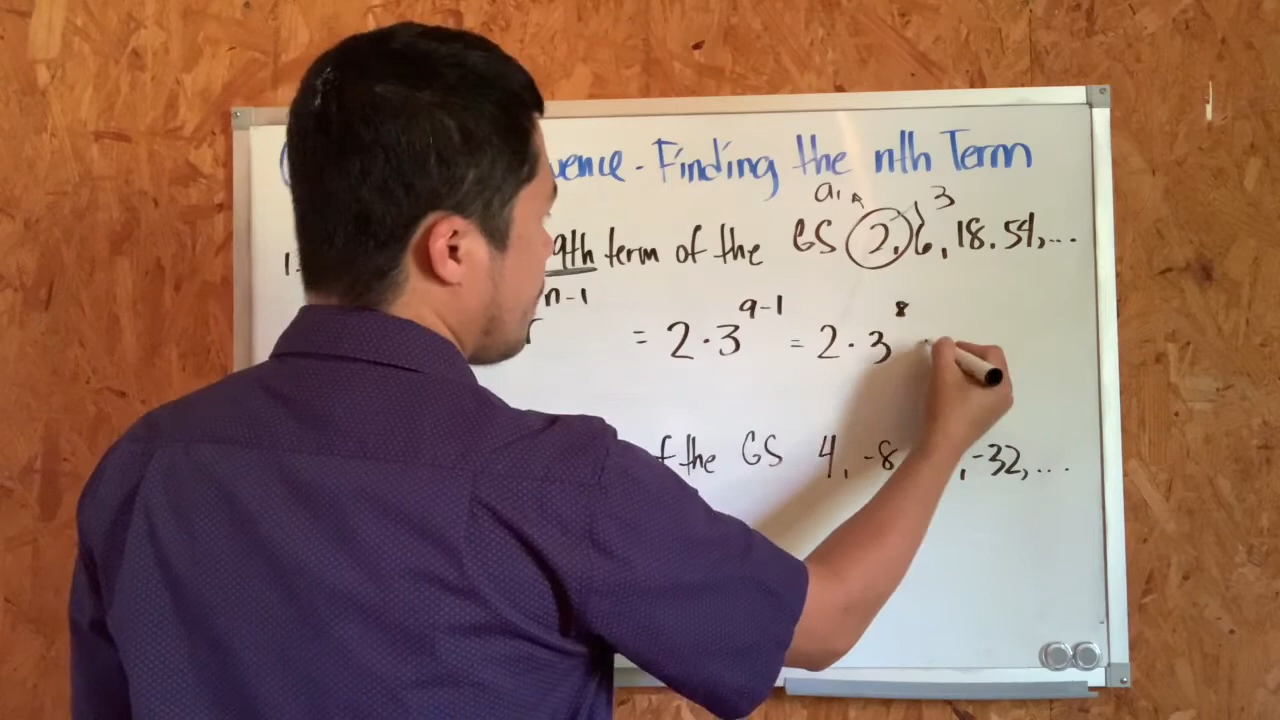 uence - Finding the nth Term
a₁ 3
1. 9th term of the GS 2, 6, 18. 54, ...
r^(n-1) = 2 · 3^(9-1) = 2 · 3^8
f the GS 4, -8 , -32, ...